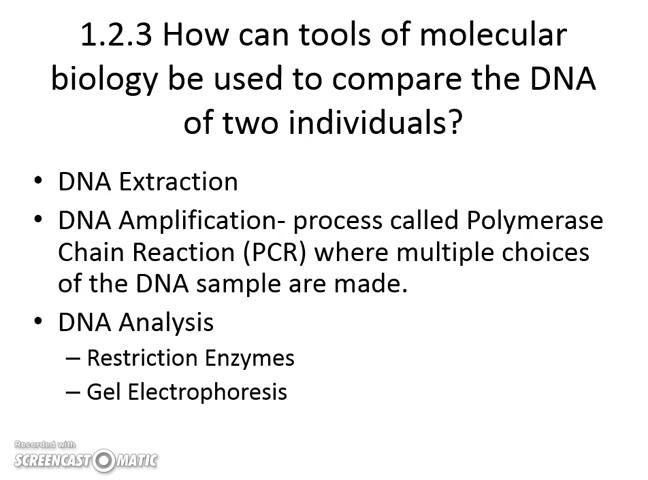 1.2.3 How can tools of molecular
biology be used to compare the DNA
of two individuals?
• DNA Extraction
• DNA Amplification- process called Polymerase
Chain Reaction (PCR) where multiple choices
of the DNA sample are made.
• DNA Analysis
– Restriction Enzymes
– Gel Electrophoresis
Recorded with
SCREENCAST O MATIC